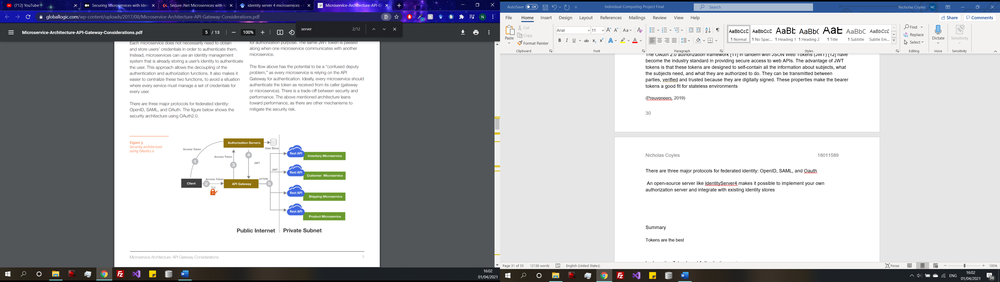 (712) YouTube
Securing Microservices with Iden
Secure .Net Microservices with Id
identity server 4 microservices -
Microservice-Architecture-API-G
globallogic.com/wp-content/uploads/2017/08/Microservice-Architecture-API-Gateway-Considerations.pdf
N
Microservice-Architecture-API-Gateway-Considerations.pdf
5 / 13
100%
server
2/12
Each microservice does not necessarily need to obtain
and store users' credentials in order to authenticate them.
Instead, microservices can use an identity management
system that is already storing a user's identity to authenticate
the user. This approach allows the decoupling of the
authentication and authorization functions. It also makes it
easier to centralize these two functions, to avoid a situation
where every service must manage a set of credentials for
every user.
There are three major protocols for federated identity:
OpenID, SAML, and OAuth. The figure below shows the
security architecture using OAuth2.0.
for authorization purpose. The same JWT token is passed
along when one microservice communicates with another
microservice.
The flow above has the potential to be a "confused deputy
problem," as every microservice is relying on the API
Gateway for authentication. Ideally, every microservice should
authenticate the token as received from its caller (gateway
or microservice). There is a trade-off between security and
performance. The above mentioned architecture leans
toward performance, as there are other mechanisms to
mitigate the security risk.
Figure 3.
Security architecture
using OAuth2.0
Authorization Servers
User Store
Access Token
1
Access Token
3
4
JWT
Client
Access Token
2
TLS
API Gateway
HTTPS
5
JWT
Rest API
Inventory Microservice
Rest API
Customer Microservice
Rest API
Shipping Microservice
Rest API
Product Microservice
Public Internet
Private Subnet
Microservice Architecture: API Gateway Considerations
5
16:02
01/04/2021
AutoSave
Off
Individual Computing Project Final
Search
Nicholas Coyles
NC
File
Home
Insert
Design
Layout
References
Mailings
Review
View
Help
Share
Comments
Paste
Cut
Copy
Format Painter
Clipboard
Arial
11
Font
Paragraph
AaBbCcD
AaBbCcD
AaBb
AaBb(
AaB
AaBbC
AaBbCcD
¶ Normal
¶ No Spac...
¶ Heading 1
¶ Heading 2
¶ Title
¶ Subtitle
Subtle Em...
Styles
Find
Replace
Select
Editing
Dictate
Voice
Sensitivity
Sensitivity
The OAuth 2.0 authorization framework [11] in tandem with JSON Web Tokens (JWT) [12] have
become the industry standard in providing secure access to web APIs. The advantage of JWT
tokens is that these tokens are designed to self-contain all the information about subjects, what
the subjects need, and what they are authorized to do. They can be transmitted between
parties, verified and trusted because they are digitally signed. These properties make the bearer
tokens a good fit for stateless environments
(Preuveneers, 2019)
30
Nicholas Coyles
18011589
There are three major protocols for federated identity: OpenID, SAML, and Oauth
An open-source server like IdentityServer4 makes it possible to implement your own
authorization server and integrate with existing identity stores
Summary
Tokens are the best
Page 31 of 55
12138 words
English (United States)
Focus
100%
ENG
16:02
01/04/2021
38